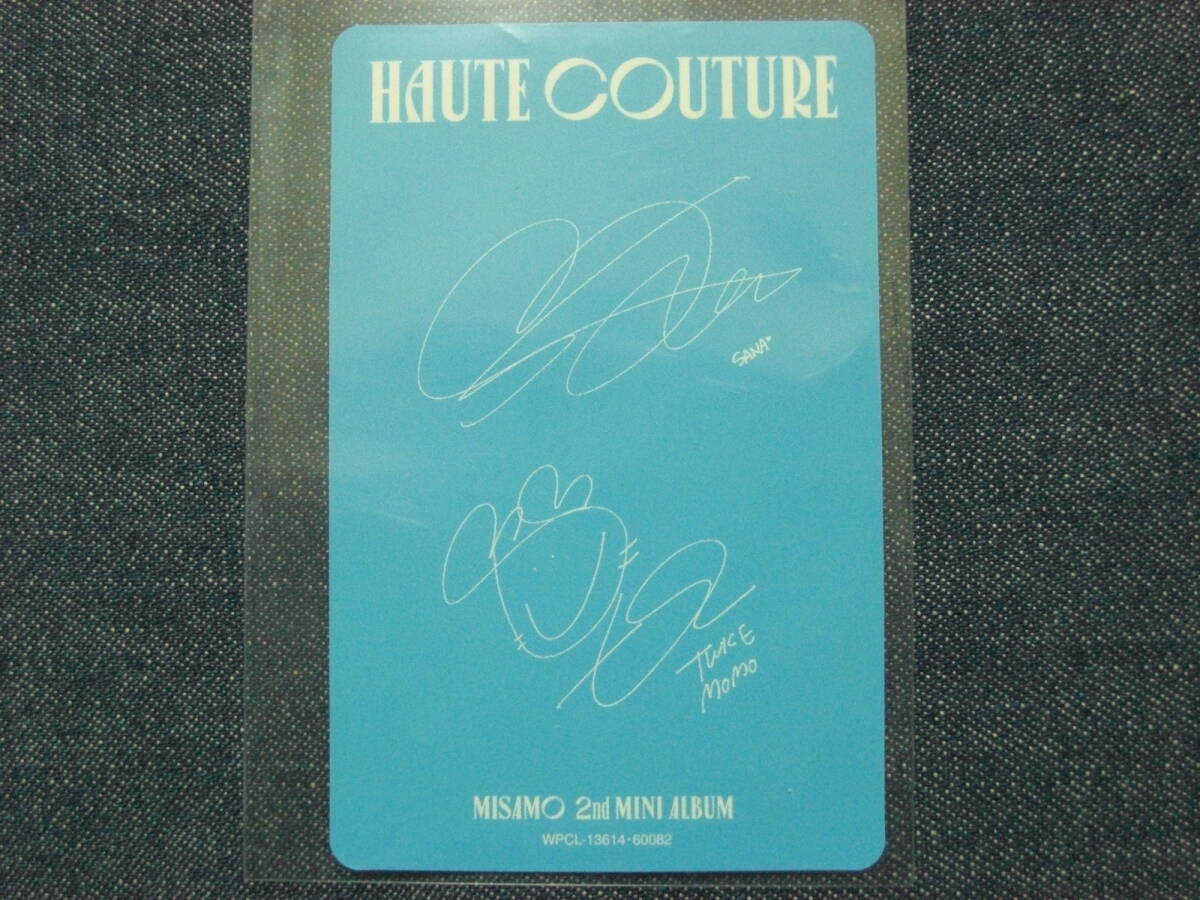 HAUTE COUTURE
SANA
TWICE
MOMO
MISAMO 2nd MINI ALBUM
WPCL-13614・60082